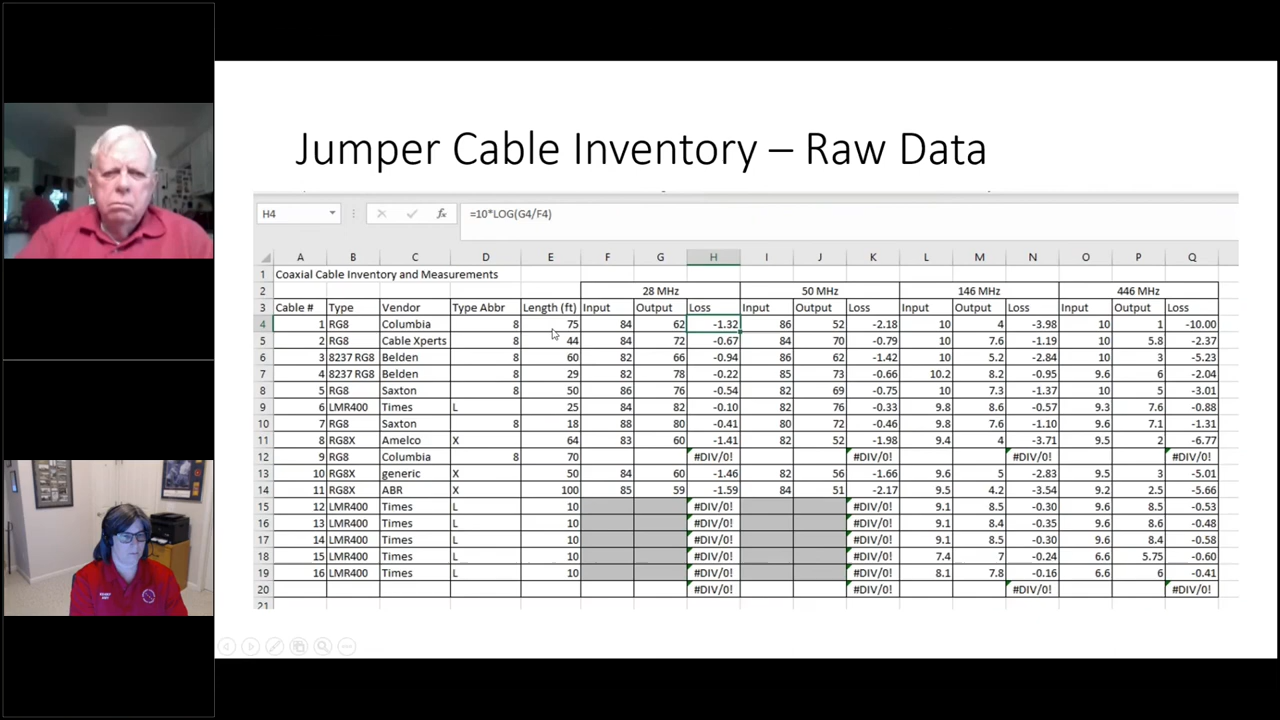 Jumper Cable Inventory – Raw Data
H4 fx =10*LOG(G4/F4)
A B C D E F G H I J K L M N O P Q
1 Coaxial Cable Inventory and Measurements
2 28 MHz 50 MHz 146 MHz 446 MHz
3 Cable # Type Vendor Type Abbr Length (ft) Input Output Loss Input Output Loss Input Output Loss Input Output Loss
4 1 RG8 Columbia 8 75 84 62 -1.32 86 52 -2.18 10 4 -3.98 10 1 -10.00
5 2 RG8 Cable Xperts 8 44 84 72 -0.67 84 70 -0.79 10 7.6 -1.19 10 5.8 -2.37
6 3 8237 RG8 Belden 8 60 82 66 -0.94 86 62 -1.42 10 5.2 -2.84 10 3 -5.23
7 4 8237 RG8 Belden 8 29 82 78 -0.22 85 73 -0.66 10.2 8.2 -0.95 9.6 6 -2.04
8 5 RG8 Saxton 8 50 86 76 -0.54 82 69 -0.75 10 7.3 -1.37 10 5 -3.01
9 6 LMR400 Times L 25 84 82 -0.10 82 76 -0.33 9.8 8.6 -0.57 9.3 7.6 -0.88
10 7 RG8 Saxton 8 18 88 80 -0.41 80 72 -0.46 9.8 7.6 -1.10 9.6 7.1 -1.31
11 8 RG8X Amelco X 64 83 60 -1.41 82 52 -1.98 9.4 4 -3.71 9.5 2 -6.77
12 9 RG8 Columbia 8 70 #DIV/0! #DIV/0! #DIV/0! #DIV/0!
13 10 RG8X generic X 50 84 60 -1.46 82 56 -1.66 9.6 5 -2.83 9.5 3 -5.01
14 11 RG8X ABR X 100 85 59 -1.59 84 51 -2.17 9.5 4.2 -3.54 9.2 2.5 -5.66
15 12 LMR400 Times L 10 #DIV/0! #DIV/0! 9.1 8.5 -0.30 9.6 8.5 -0.53
16 13 LMR400 Times L 10 #DIV/0! #DIV/0! 9.1 8.4 -0.35 9.6 8.6 -0.48
17 14 LMR400 Times L 10 #DIV/0! #DIV/0! 9.1 8.5 -0.30 9.6 8.4 -0.58
18 15 LMR400 Times L 10 #DIV/0! #DIV/0! 7.4 7 -0.24 6.6 5.75 -0.60
19 16 LMR400 Times L 10 #DIV/0! #DIV/0! 8.1 7.8 -0.16 6.6 6 -0.41
20 #DIV/0! #DIV/0! #DIV/0! #DIV/0!
21